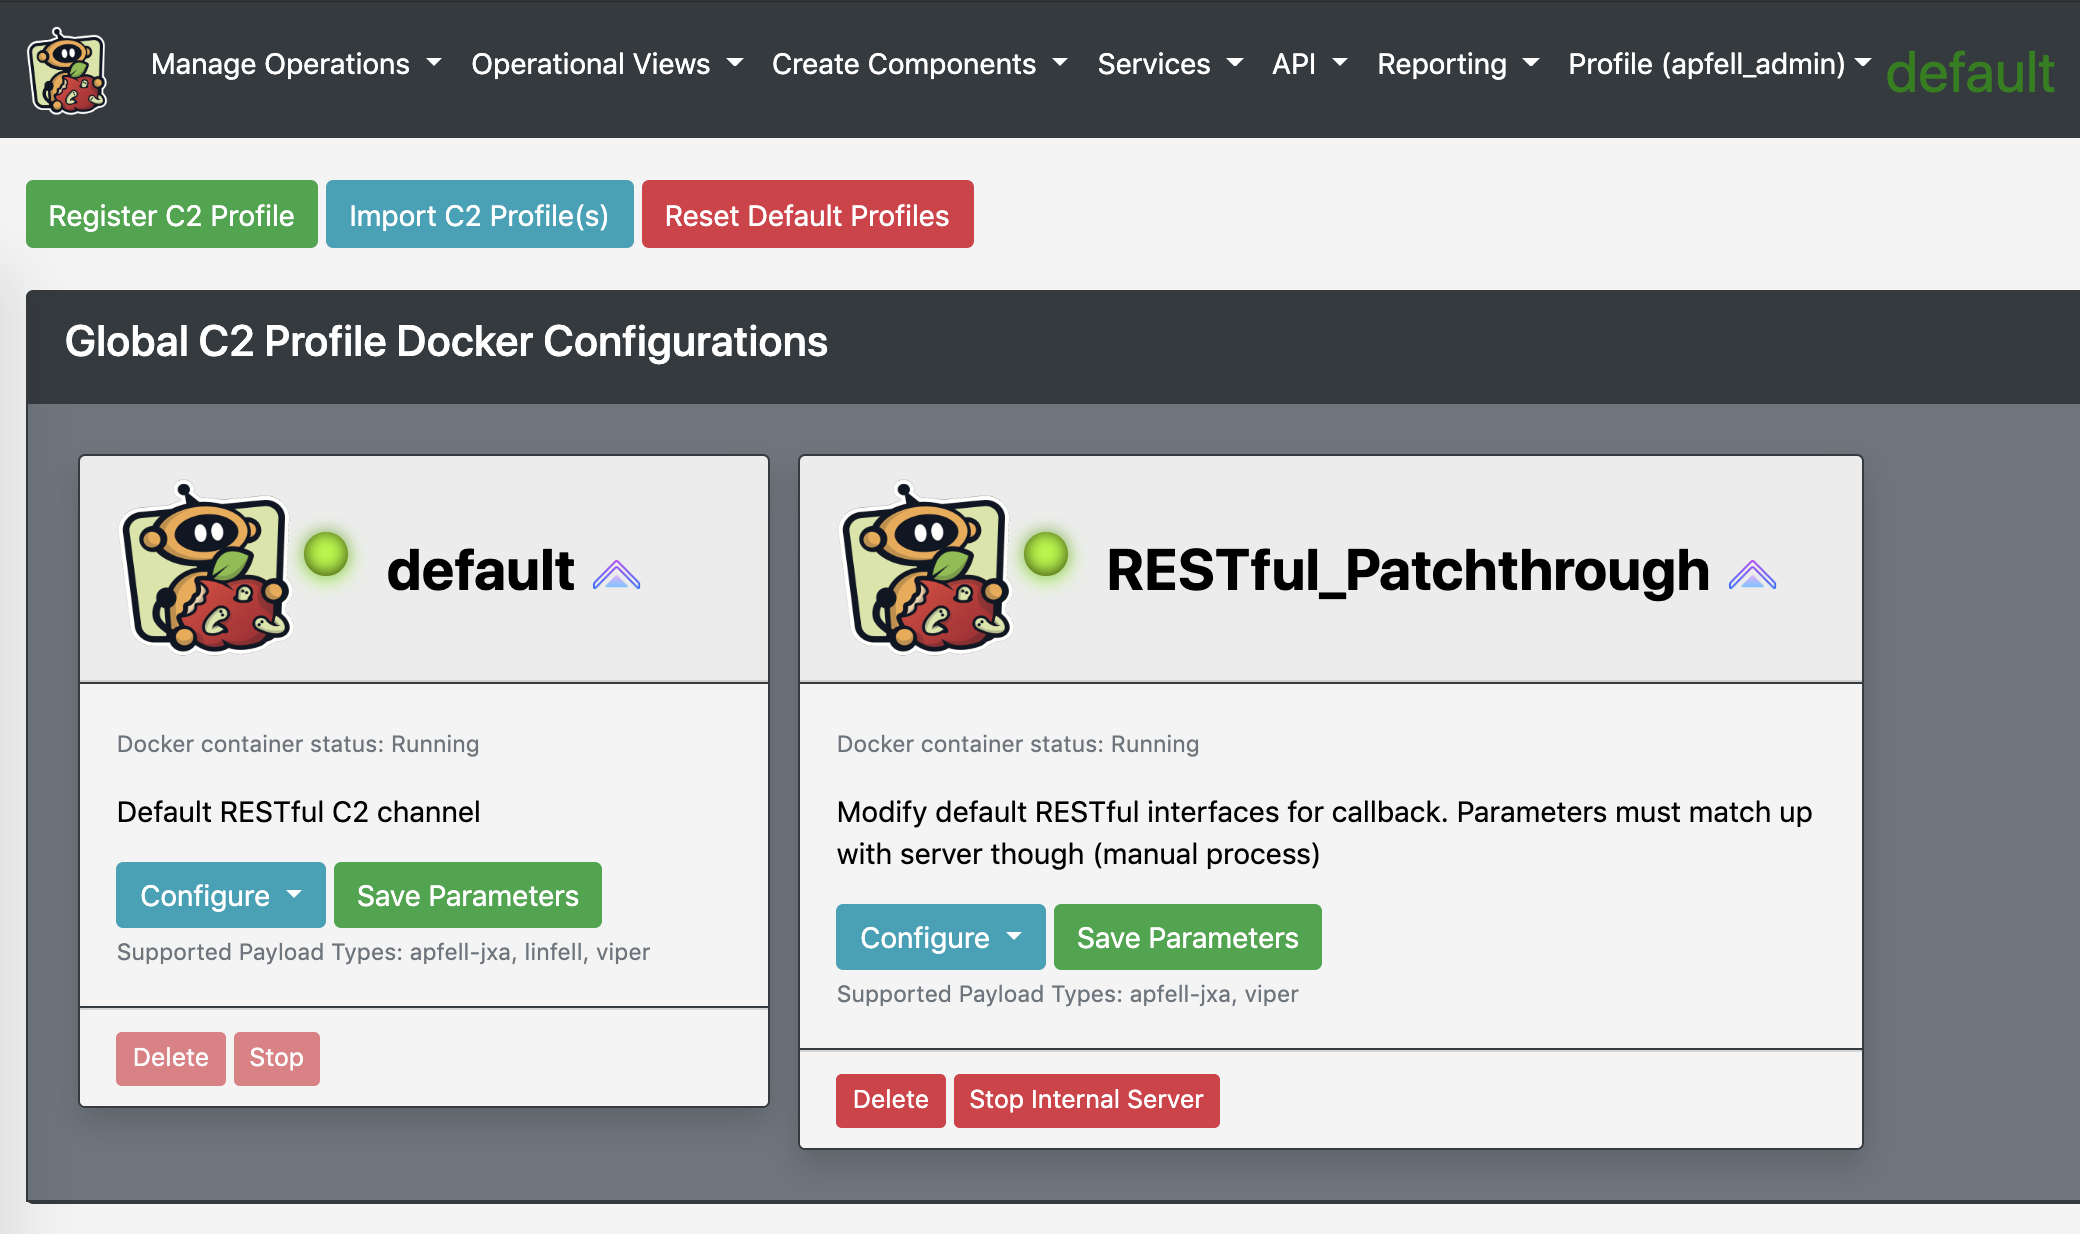 Manage Operations Operational Views Create Components Services API Reporting Profile (apfell_admin) default
Register C2 Profile Import C2 Profile(s) Reset Default Profiles
Global C2 Profile Docker Configurations
default
Docker container status: Running
Default RESTful C2 channel
Configure Save Parameters
Supported Payload Types: apfell-jxa, linfell, viper
Delete Stop
RESTful_Patchthrough
Docker container status: Running
Modify default RESTful interfaces for callback. Parameters must match up
with server though (manual process)
Configure Save Parameters
Supported Payload Types: apfell-jxa, viper
Delete Stop Internal Server